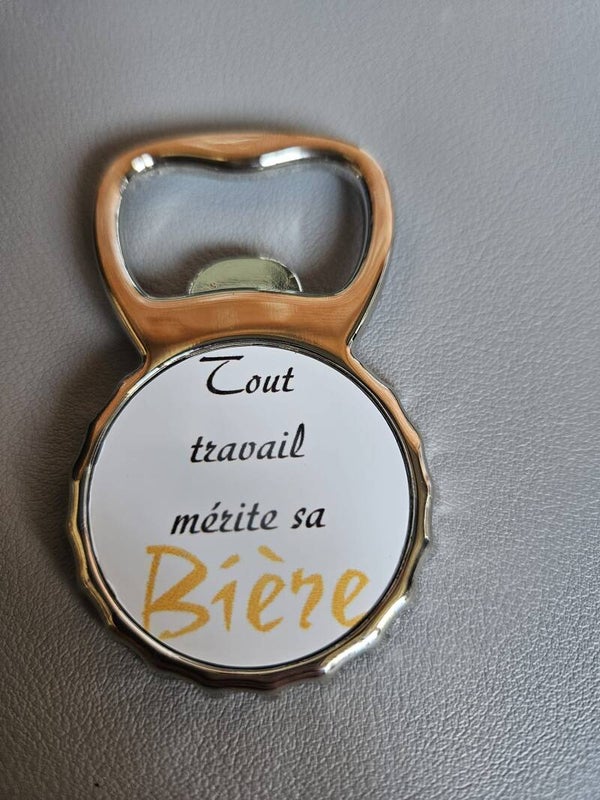 Tout
travail
mérite sa
Bière